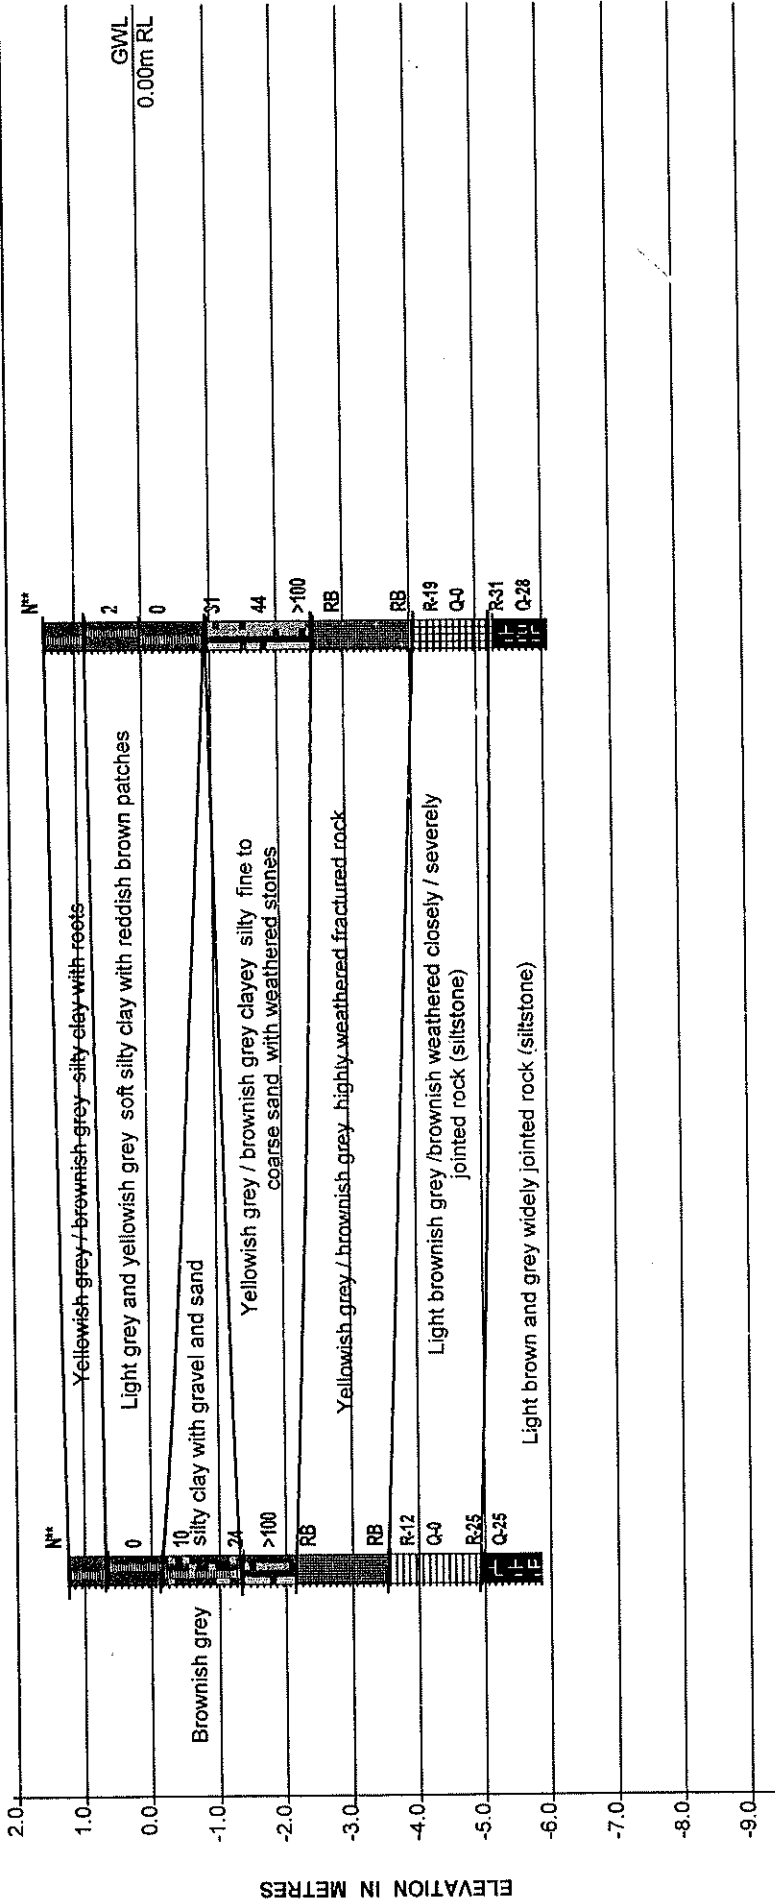 ELEVATION IN METRES
2.0
1.0
0.0
-1.0
-2.0
-3.0
-4.0
-5.0
-6.0
-7.0
-8.0
-9.0
N**
0
10
24
>100
RB
RB
R-12
Q-0
R-25
Q-25
Yellowish grey / brownish grey silty clay with roots
Light grey and yellowish grey soft silty clay with reddish brown patches
Brownish grey silty clay with gravel and sand
Yellowish grey / brownish grey clayey silty fine to
coarse sand with weathered stones
Yellowish grey / brownish grey highly weathered fractured rock
Light brownish grey /brownish weathered closely / severely
jointed rock (siltstone)
Light brown and grey widely jointed rock (siltstone)
N**
2
0
31
44
>100
RB
RB
R-19
Q-0
R-31
Q-28
GWL
0.00m RL